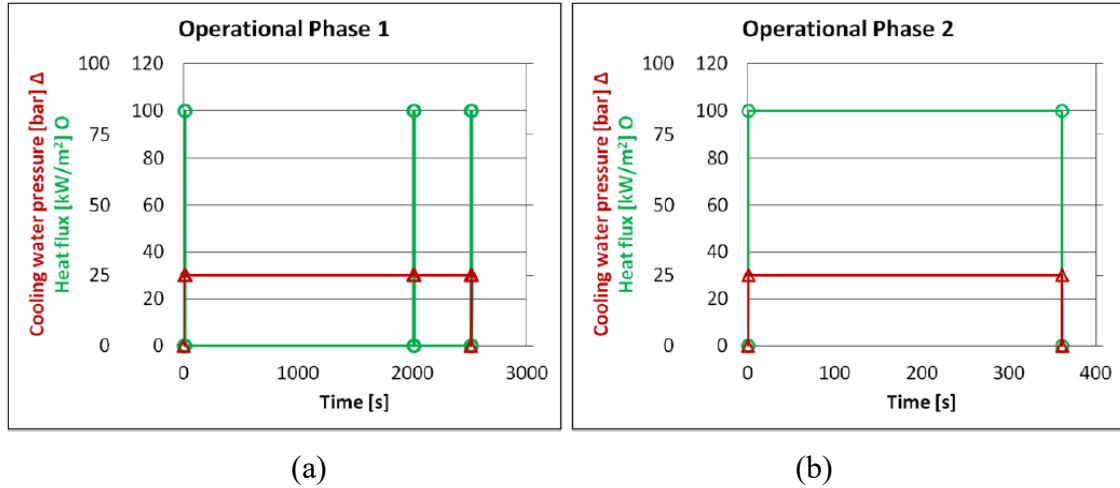 Operational Phase 1
Cooling water pressure [bar] Δ
Heat flux [kW/m²] O
100 120
100
75
80
50 60
40
25
20
0 0
0 1000 2000 3000
Time [s]
(a)
Operational Phase 2
Cooling water pressure [bar] Δ
Heat flux [kW/m²] O
100 120
100
75
80
50 60
40
25
20
0 0
0 100 200 300 400
Time [s]
(b)